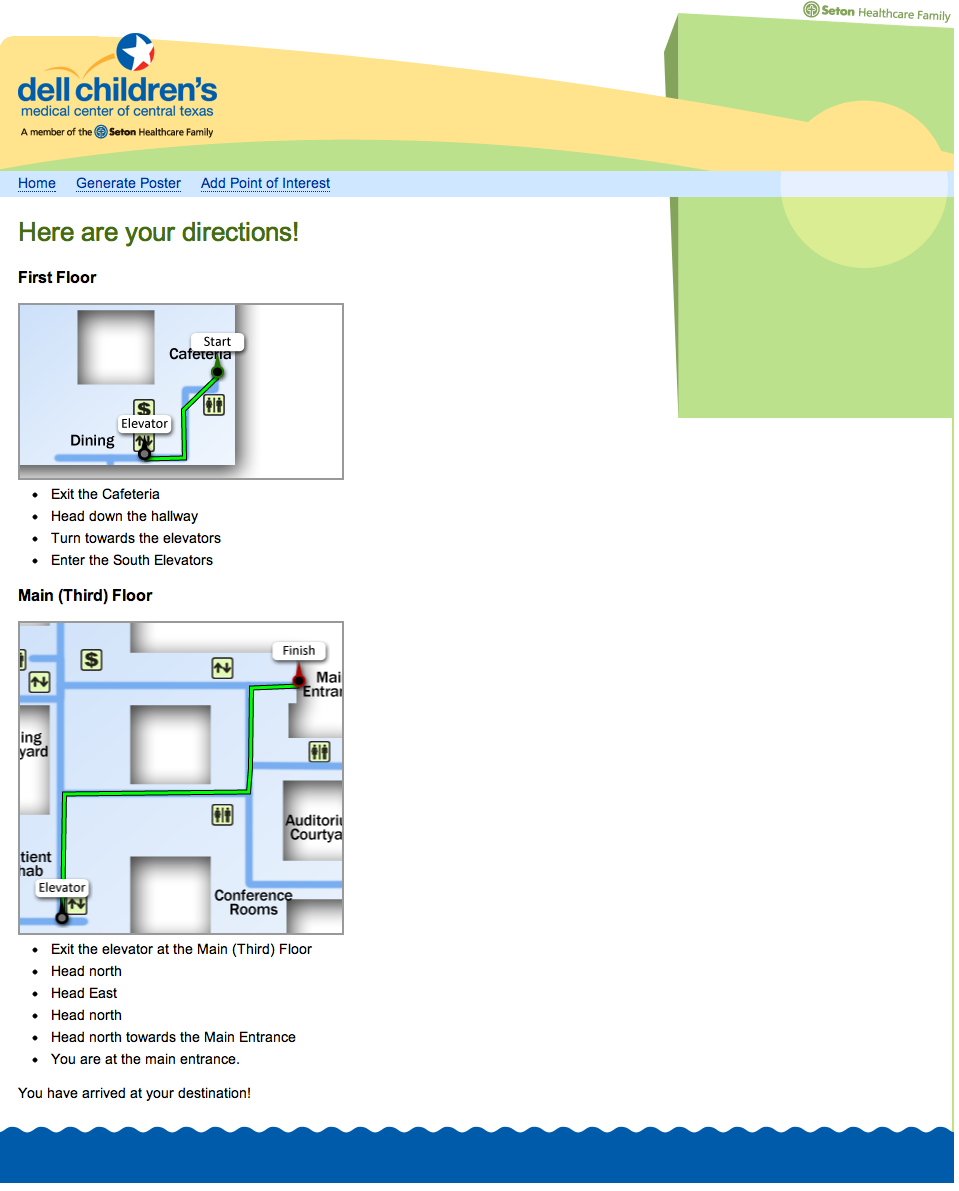 Seton Healthcare Family
dell children's
medical center of central texas
A member of the Seton Healthcare Family
Home Generate Poster Add Point of Interest
Here are your directions!
First Floor
Start
Cafeteria
$
Elevator
Dining
Exit the Cafeteria
Head down the hallway
Turn towards the elevators
Enter the South Elevators
Main (Third) Floor
Finish
$
Mai
Entran
ing
yard
Auditoriu
Courtya
tient
hab
Elevator
Conference
Rooms
Exit the elevator at the Main (Third) Floor
Head north
Head East
Head north
Head north towards the Main Entrance
You are at the main entrance.
You have arrived at your destination!